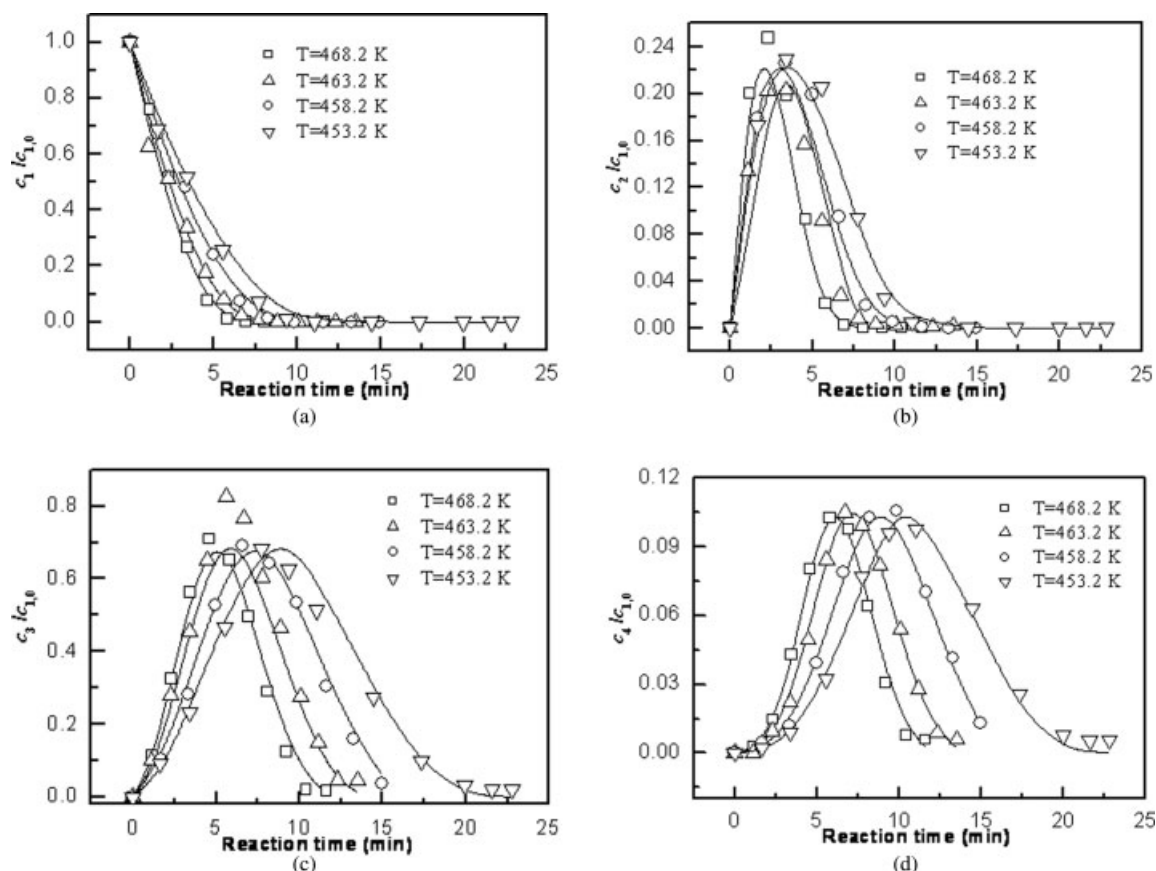 (a)
1.0
0.8
0.6
0.4
0.2
0.0
c₁ /c₁,₀
T=468.2 K
T=463.2 K
T=458.2 K
T=453.2 K
0 5 10 15 20 25
Reaction time (min)
(a)
(b)
0.24
0.20
0.16
0.12
0.08
0.04
0.00
c₂ /c₁,₀
T=468.2 K
T=463.2 K
T=458.2 K
T=453.2 K
0 5 10 15 20 25
Reaction time (min)
(b)
(c)
0.8
0.6
0.4
0.2
0.0
c₃ /c₁,₀
T=468.2 K
T=463.2 K
T=458.2 K
T=453.2 K
0 5 10 15 20 25
Reaction time (min)
(c)
(d)
0.12
0.09
0.06
0.03
0.00
c₄ /c₁,₀
T=468.2 K
T=463.2 K
T=458.2 K
T=453.2 K
0 5 10 15 20 25
Reaction time (min)
(d)